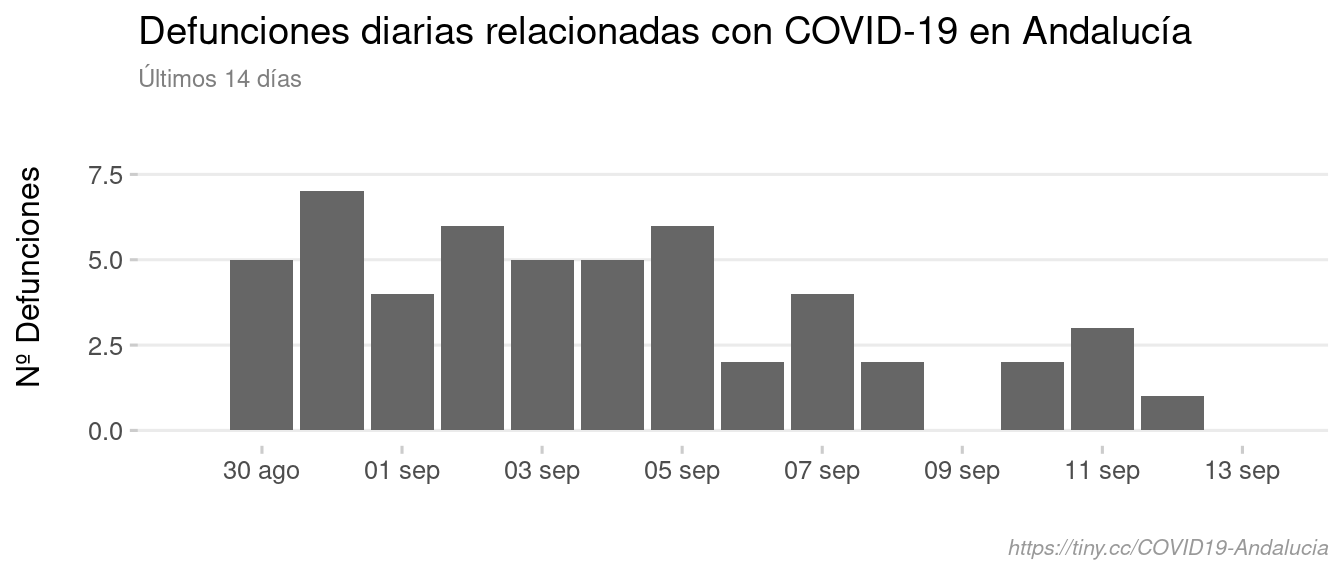 Defunciones diarias relacionadas con COVID-19 en Andalucía
Últimos 14 días
Nº Defunciones
7.5
5.0
2.5
0.0
30 ago 01 sep 03 sep 05 sep 07 sep 09 sep 11 sep 13 sep
https://tiny.cc/COVID19-Andalucia